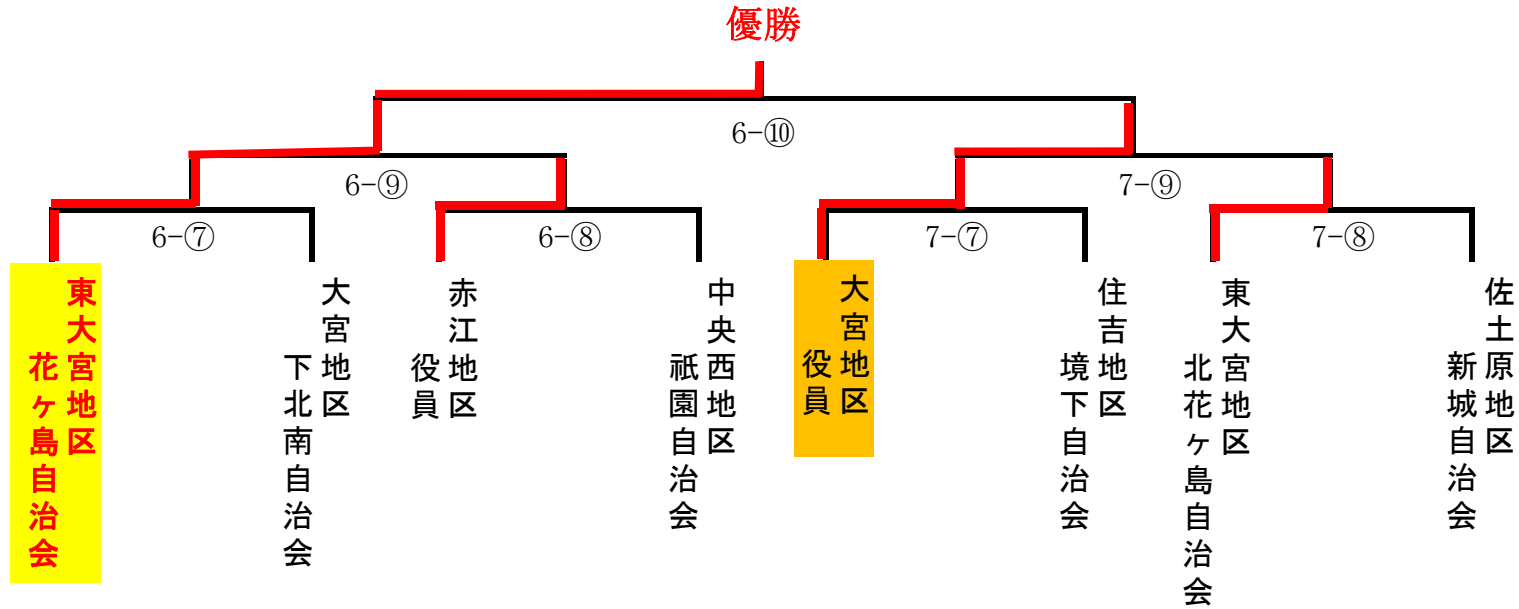 優勝
6-⑩
6-⑨
7-⑨
6-⑦
6-⑧
7-⑦
7-⑧
東大宮地区
花ヶ島自治会
大宮地区
下北南自治会
赤江地区
役員
中央西地区
祇園自治会
大宮地区
役員
住吉地区
境下自治会
東大宮地区
北花ヶ島自治会
佐土原地区
新城自治会